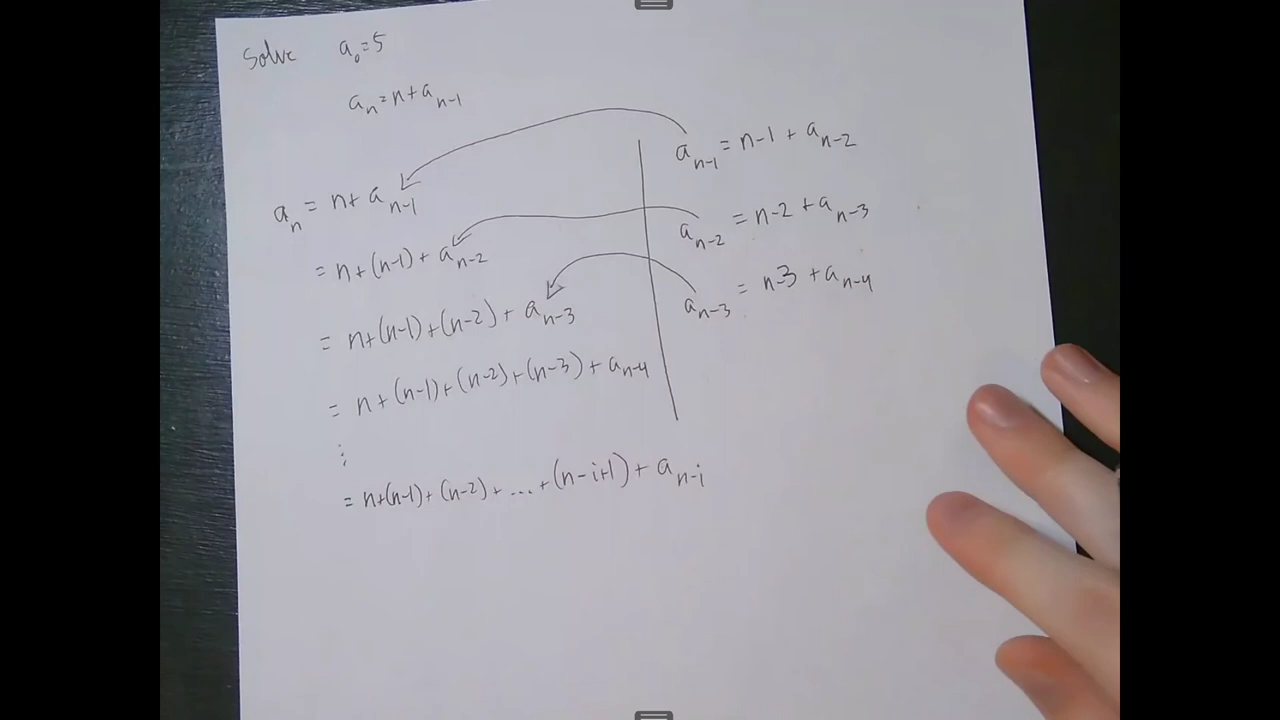 Solve a₀=5
aₙ=n+aₙ₋₁
aₙ = n+aₙ₋₁
= n+(n-1)+aₙ₋₂
= n+(n-1)+(n-2)+aₙ₋₃
= n+(n-1)+(n-2)+(n-3)+aₙ₋₄
⋮
= n+(n-1)+(n-2)+...+(n-i+1)+aₙ₋ᵢ
aₙ₋₁ = n-1+aₙ₋₂
aₙ₋₂ = n-2+aₙ₋₃
aₙ₋₃ = n-3+aₙ₋₄